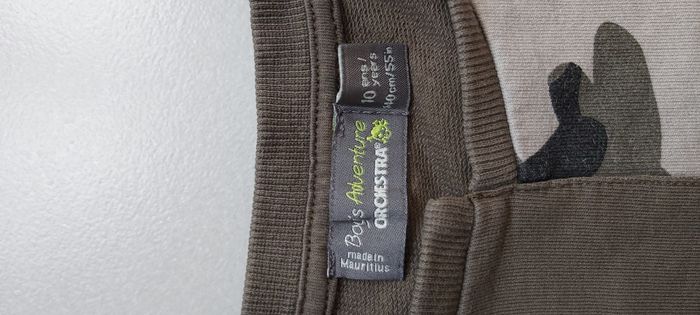 Boy's Adventure
ORCHESTRA®
made in
Mauritius
10 ans/
years
140cm/55in